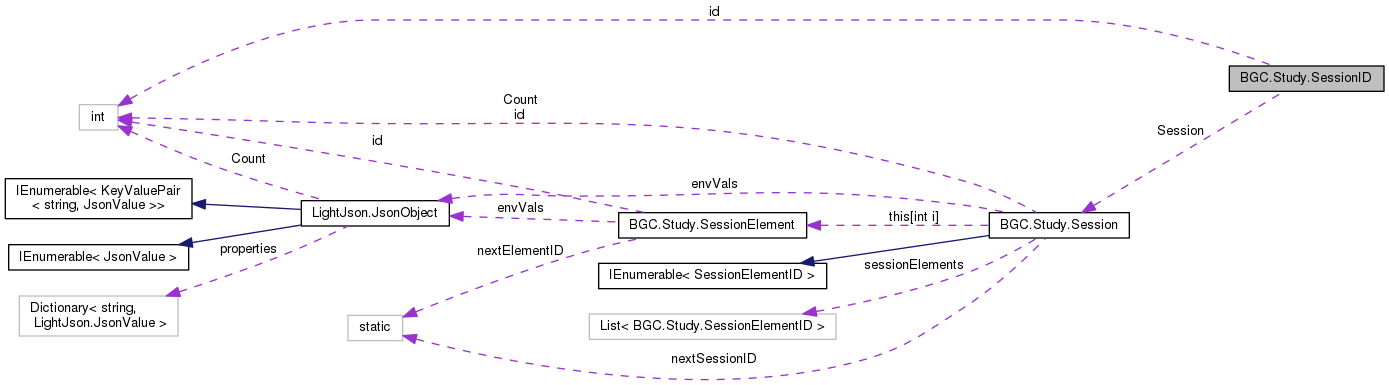 id
BGC.Study.SessionID
Count
id
int
id
Session
Count
IEnumerable< KeyValuePair
< string, JsonValue >>
envVals
LightJson.JsonObject
envVals
BGC.Study.SessionElement
this[int i]
BGC.Study.Session
IEnumerable< JsonValue >
properties
nextElementID
IEnumerable< SessionElementID >
sessionElements
Dictionary< string,
LightJson.JsonValue >
static
List< BGC.Study.SessionElementID >
nextSessionID